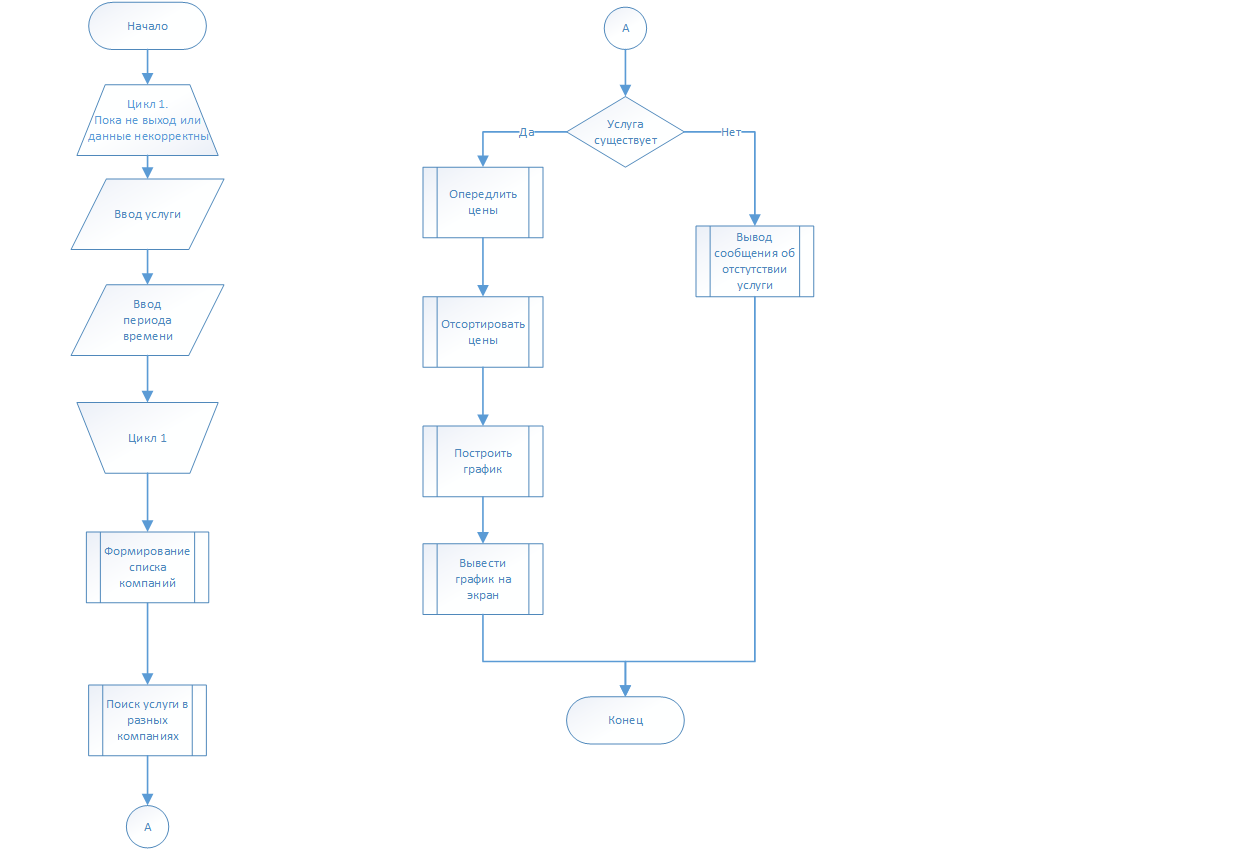 Начало
Цикл 1.
Пока не выход или
данные некорректны
Ввод услуги
Ввод
периода
времени
Цикл 1
Формирование
списка
компаний
Поиск услуги в
разных
компаниях
А
А
Услуга
существует
Да
Нет
Опередлить
цены
Отсортировать
цены
Построить
график
Вывести
график на
экран
Вывод
сообщения об
отстутствии
услуги
Конец